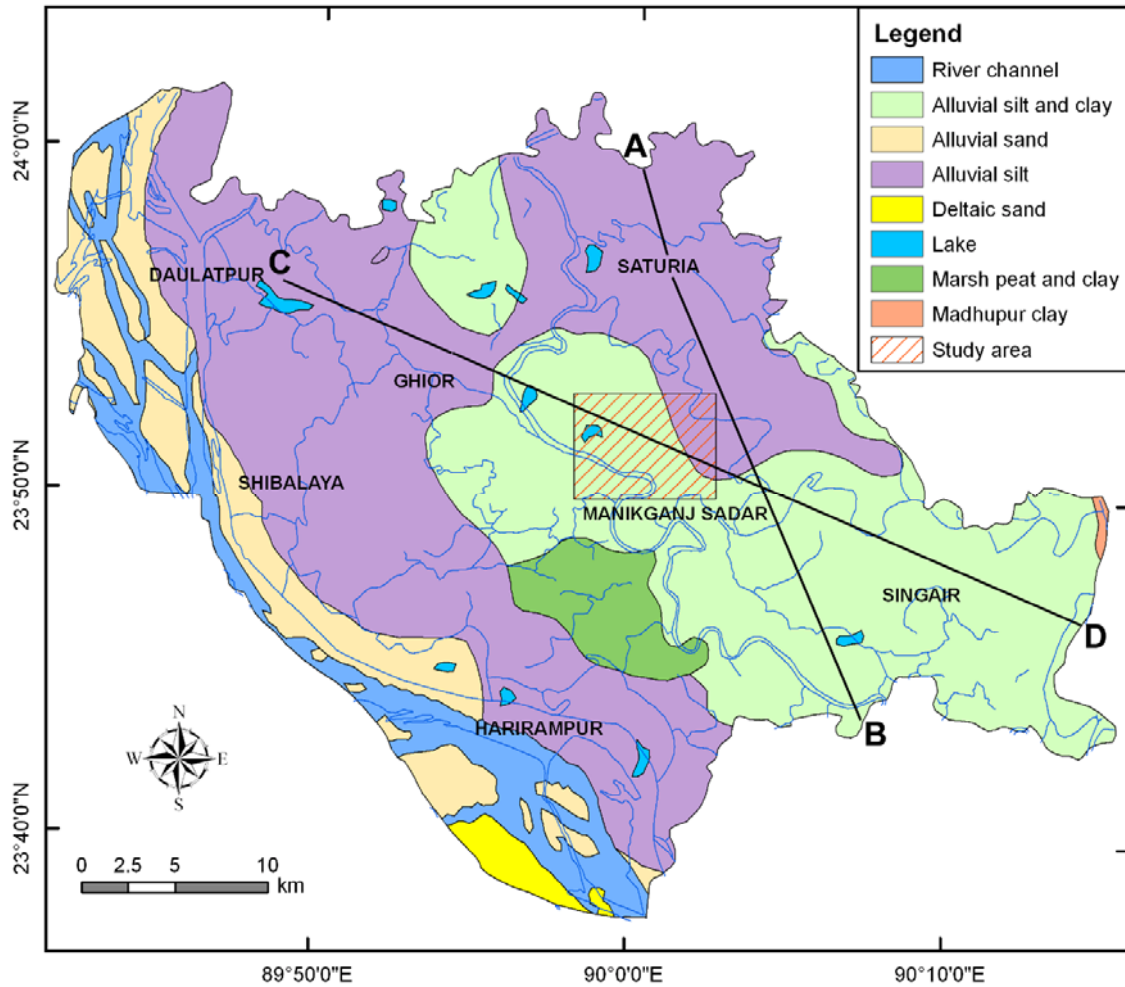 Legend
River channel
Alluvial silt and clay
Alluvial sand
Alluvial silt
Deltaic sand
Lake
Marsh peat and clay
Madhupur clay
Study area
24°0'0"N
23°50'0"N
23°40'0"N
A
DAULATPUR
C
SATURIA
GHIOR
SHIBALAYA
MANIKGANJ SADAR
SINGAIR
D
HARIRAMPUR
B
N
W
E
S
0 2.5 5 10
km
89°50'0"E
90°0'0"E
90°10'0"E